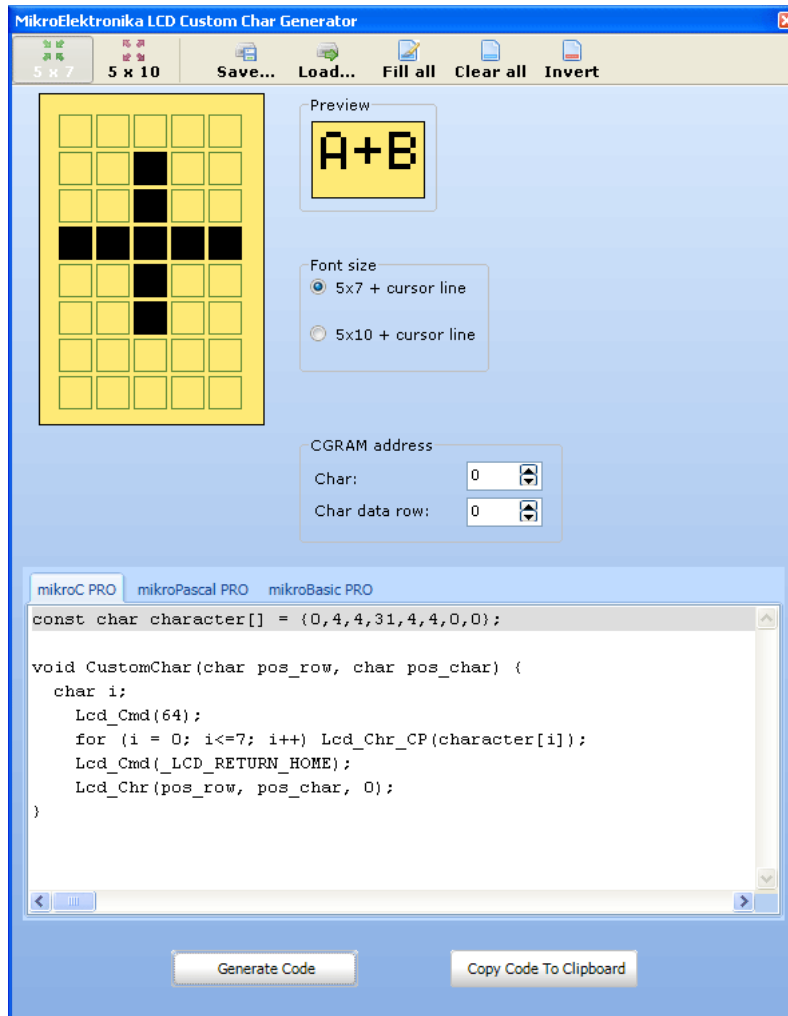 MikroElektronika LCD Custom Char Generator
5 x 7 5 x 10 Save... Load... Fill all Clear all Invert
Preview
A+B
Font size
5x7 + cursor line
5x10 + cursor line
CGRAM address
Char: 0
Char data row: 0
mikroC PRO mikroPascal PRO mikroBasic PRO
const char character[] = {0,4,4,31,4,4,0,0};
void CustomChar(char pos_row, char pos_char) {
  char i;
    Lcd_Cmd(64);
    for (i = 0; i<=7; i++) Lcd_Chr_CP(character[i]);
    Lcd_Cmd(_LCD_RETURN_HOME);
    Lcd_Chr(pos_row, pos_char, 0);
}
Generate Code Copy Code To Clipboard